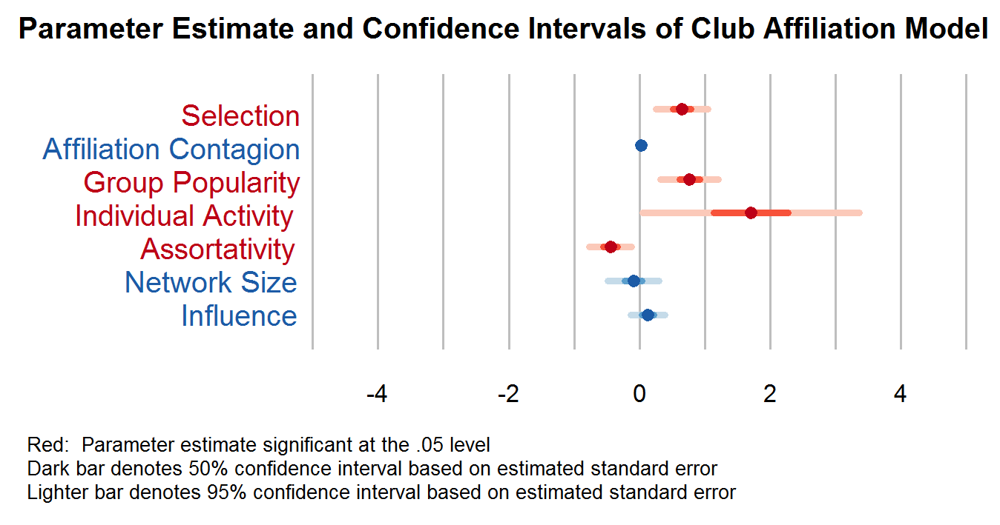 Parameter Estimate and Confidence Intervals of Club Affiliation Model
Selection
Affiliation Contagion
Group Popularity
Individual Activity
Assortativity
Network Size
Influence
-4 -2 0 2 4
Red:  Parameter estimate significant at the .05 level
Dark bar denotes 50% confidence interval based on estimated standard error
Lighter bar denotes 95% confidence interval based on estimated standard error